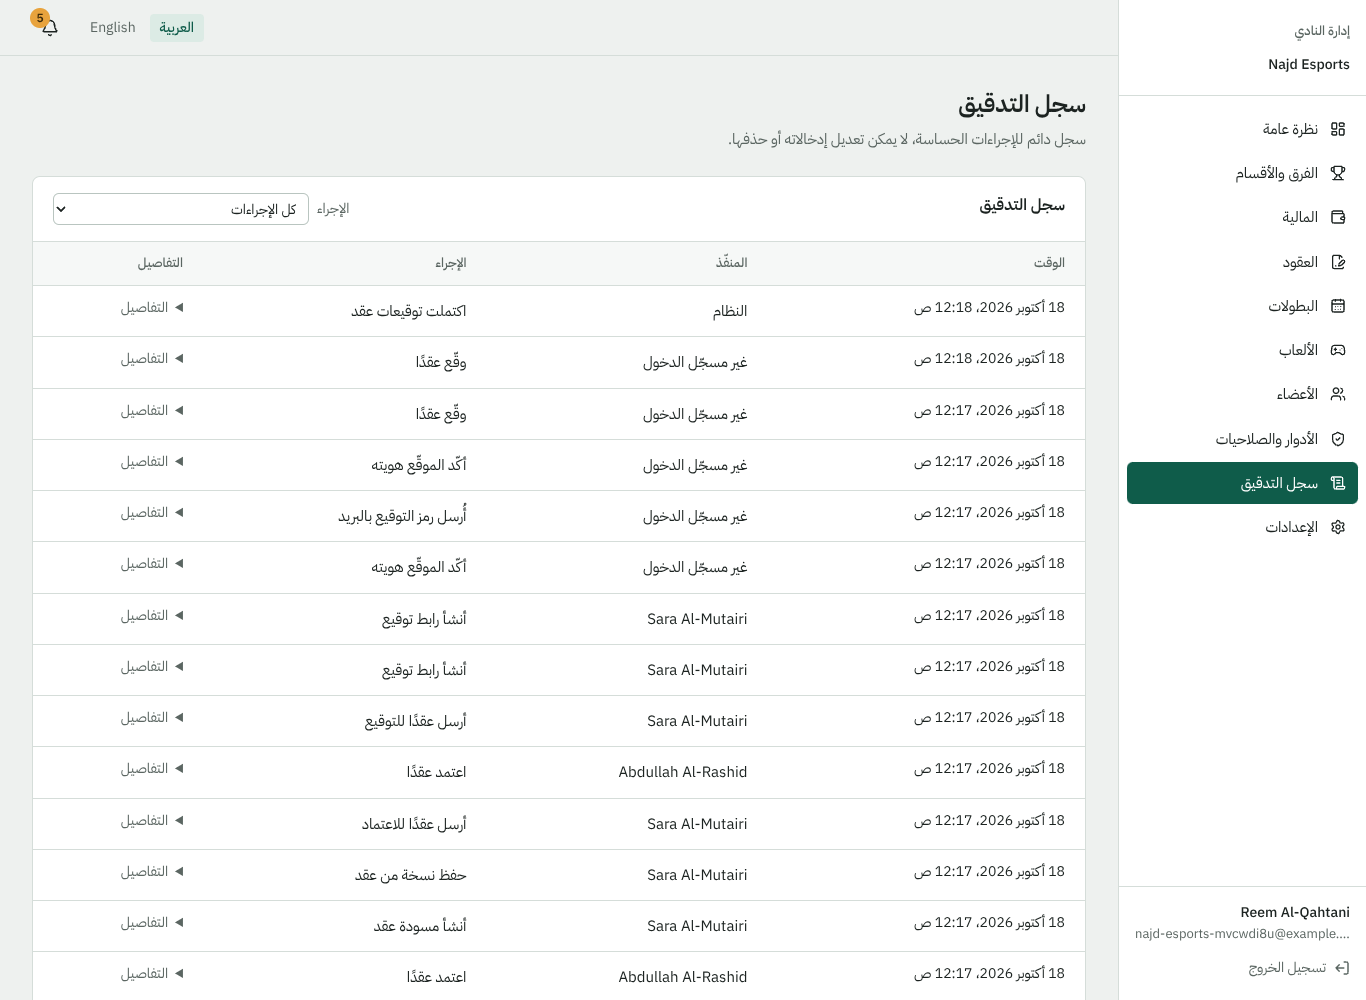 إدارة النادي
Najd Esports
نظرة عامة
الفرق والأقسام
المالية
العقود
البطولات
الألعاب
الأعضاء
الأدوار والصلاحيات
سجل التدقيق
الإعدادات
Reem Al-Qahtani
najd-esports-mvcwdi8u@example....
تسجيل الخروج
العربية English 5
سجل التدقيق
سجل دائم للإجراءات الحساسة، لا يمكن تعديل إدخالاته أو حذفها.
سجل التدقيق الإجراء كل الإجراءات
الوقت المنفّذ الإجراء التفاصيل
18 أكتوبر 2026، 12:18 ص النظام اكتملت توقيعات عقد التفاصيل
18 أكتوبر 2026، 12:18 ص غير مسجّل الدخول وقّع عقدًا التفاصيل
18 أكتوبر 2026، 12:17 ص غير مسجّل الدخول وقّع عقدًا التفاصيل
18 أكتوبر 2026، 12:17 ص غير مسجّل الدخول أكّد الموقّع هويته التفاصيل
18 أكتوبر 2026، 12:17 ص غير مسجّل الدخول أُرسل رمز التوقيع بالبريد التفاصيل
18 أكتوبر 2026، 12:17 ص غير مسجّل الدخول أكّد الموقّع هويته التفاصيل
18 أكتوبر 2026، 12:17 ص Sara Al-Mutairi أنشأ رابط توقيع التفاصيل
18 أكتوبر 2026، 12:17 ص Sara Al-Mutairi أنشأ رابط توقيع التفاصيل
18 أكتوبر 2026، 12:17 ص Sara Al-Mutairi أرسل عقدًا للتوقيع التفاصيل
18 أكتوبر 2026، 12:17 ص Abdullah Al-Rashid اعتمد عقدًا التفاصيل
18 أكتوبر 2026، 12:17 ص Sara Al-Mutairi أرسل عقدًا للاعتماد التفاصيل
18 أكتوبر 2026، 12:17 ص Sara Al-Mutairi حفظ نسخة من عقد التفاصيل
18 أكتوبر 2026، 12:17 ص Sara Al-Mutairi أنشأ مسودة عقد التفاصيل
18 أكتوبر 2026، 12:17 ص Abdullah Al-Rashid اعتمد عقدًا التفاصيل